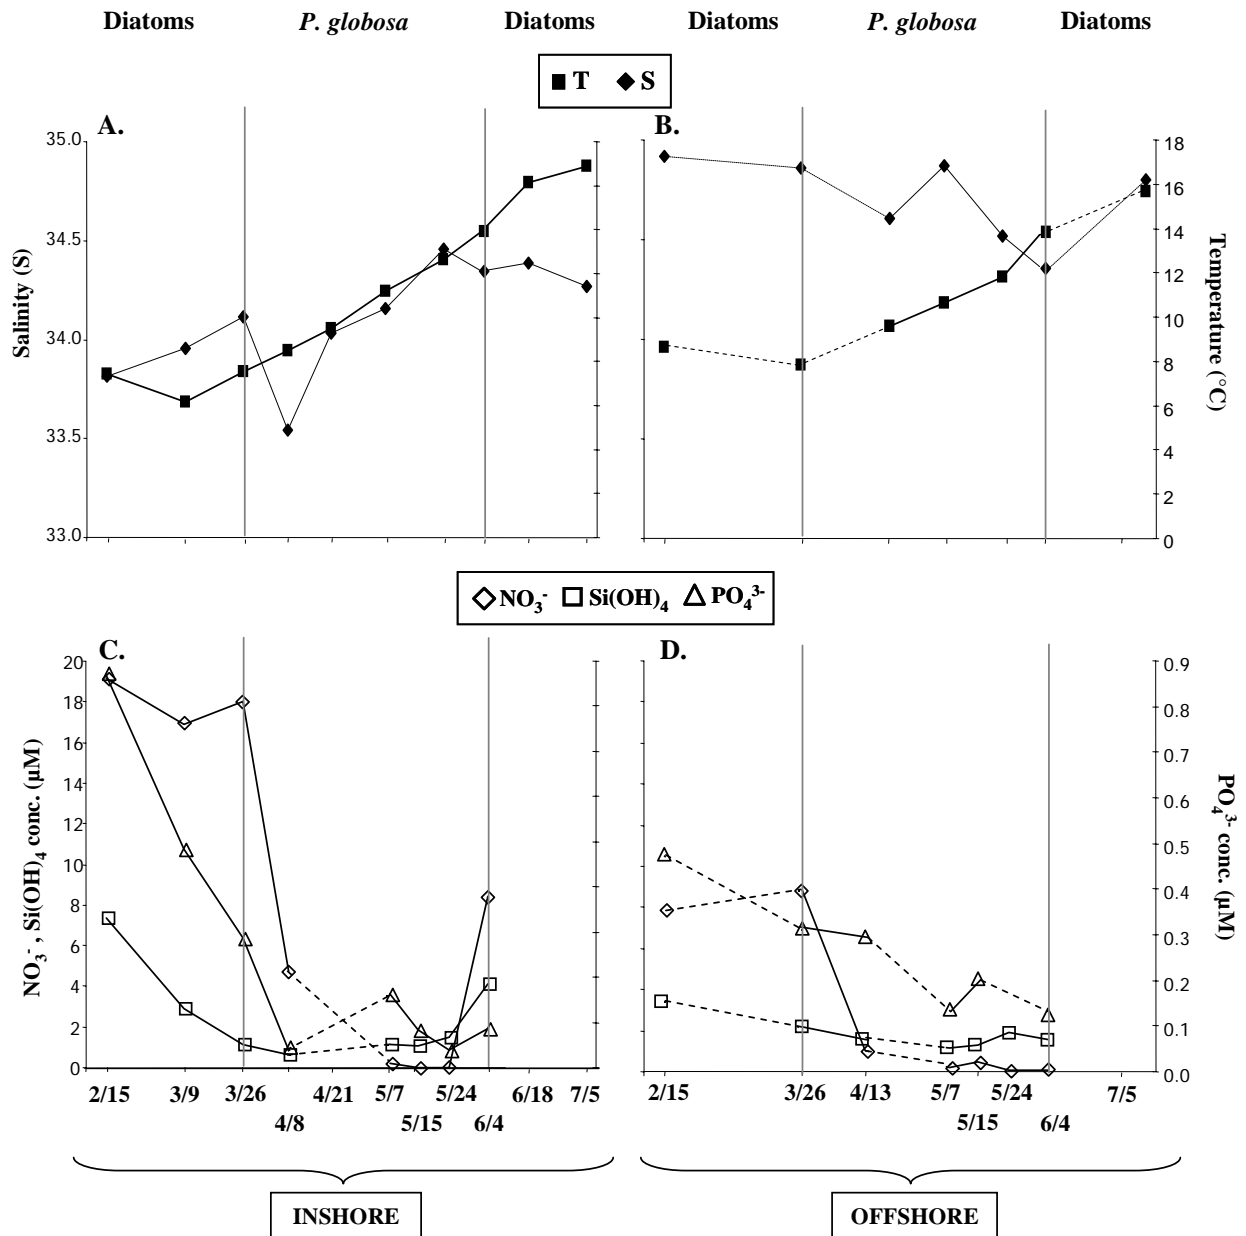 Diatoms P. globosa Diatoms Diatoms P. globosa Diatoms
T S
A. B.
35.0 18
16
34.5 14
12
34.0 10
8
33.5 6
4
2
33.0 0
Salinity (S)
Temperature (°C)
NO₃⁻ Si(OH)₄ PO₄³⁻
C. D.
20 0.9
18 0.8
16 0.7
14 0.6
12 0.5
10 0.4
8 0.3
6 0.2
4 0.1
2 0.0
0
NO₃⁻, Si(OH)₄ conc. (µM)
PO₄³⁻ conc. (µM)
2/15 3/9 3/26 4/21 5/7 5/24 6/18 7/5 2/15 3/26 4/13 5/7 5/24 7/5
4/8 5/15 6/4 5/15 6/4
INSHORE OFFSHORE